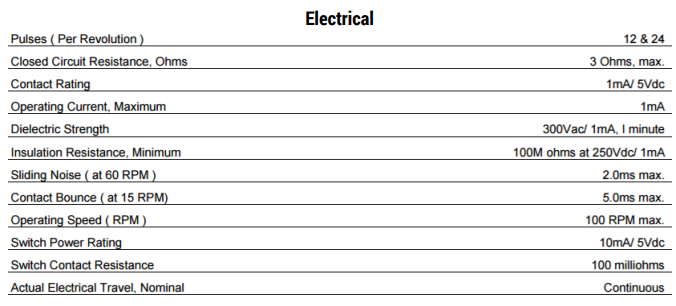 Electrical
Pulses ( Per Revolution ) 12 & 24
Closed Circuit Resistance, Ohms 3 Ohms, max.
Contact Rating 1mA/ 5Vdc
Operating Current, Maximum 1mA
Dielectric Strength 300Vac/ 1mA, I minute
Insulation Resistance, Minimum 100M ohms at 250Vdc/ 1mA
Sliding Noise ( at 60 RPM ) 2.0ms max.
Contact Bounce ( at 15 RPM) 5.0ms max.
Operating Speed ( RPM ) 100 RPM max.
Switch Power Rating 10mA/ 5Vdc
Switch Contact Resistance 100 milliohms
Actual Electrical Travel, Nominal Continuous